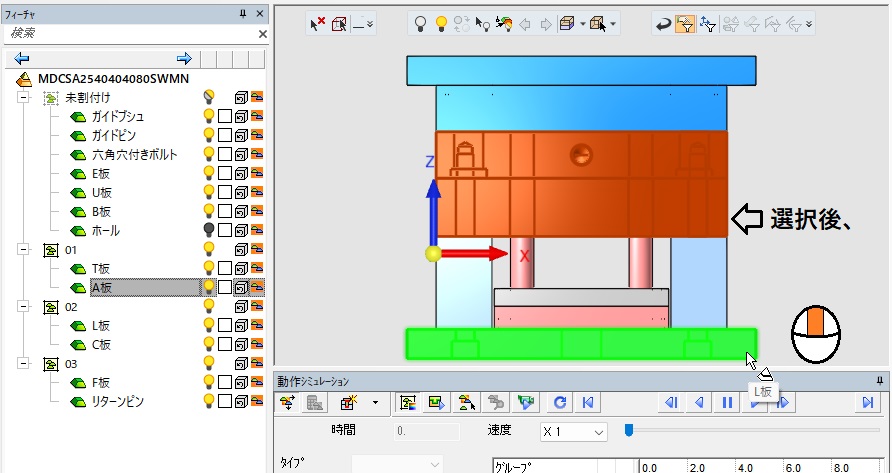 フィーチャ
検索
MDCSA2540404080SWMN
未割付け
ガイドブシュ
ガイドピン
六角穴付きボルト
E板
U板
B板
ホール
01
T板
A板
02
L板
C板
03
F板
リターンピン
Z
X
選択後、
L板
動作シミュレーション
時間
0.
速度
X 1
タイプ
グループ
0.0
2.0
4.0
6.0
8.0